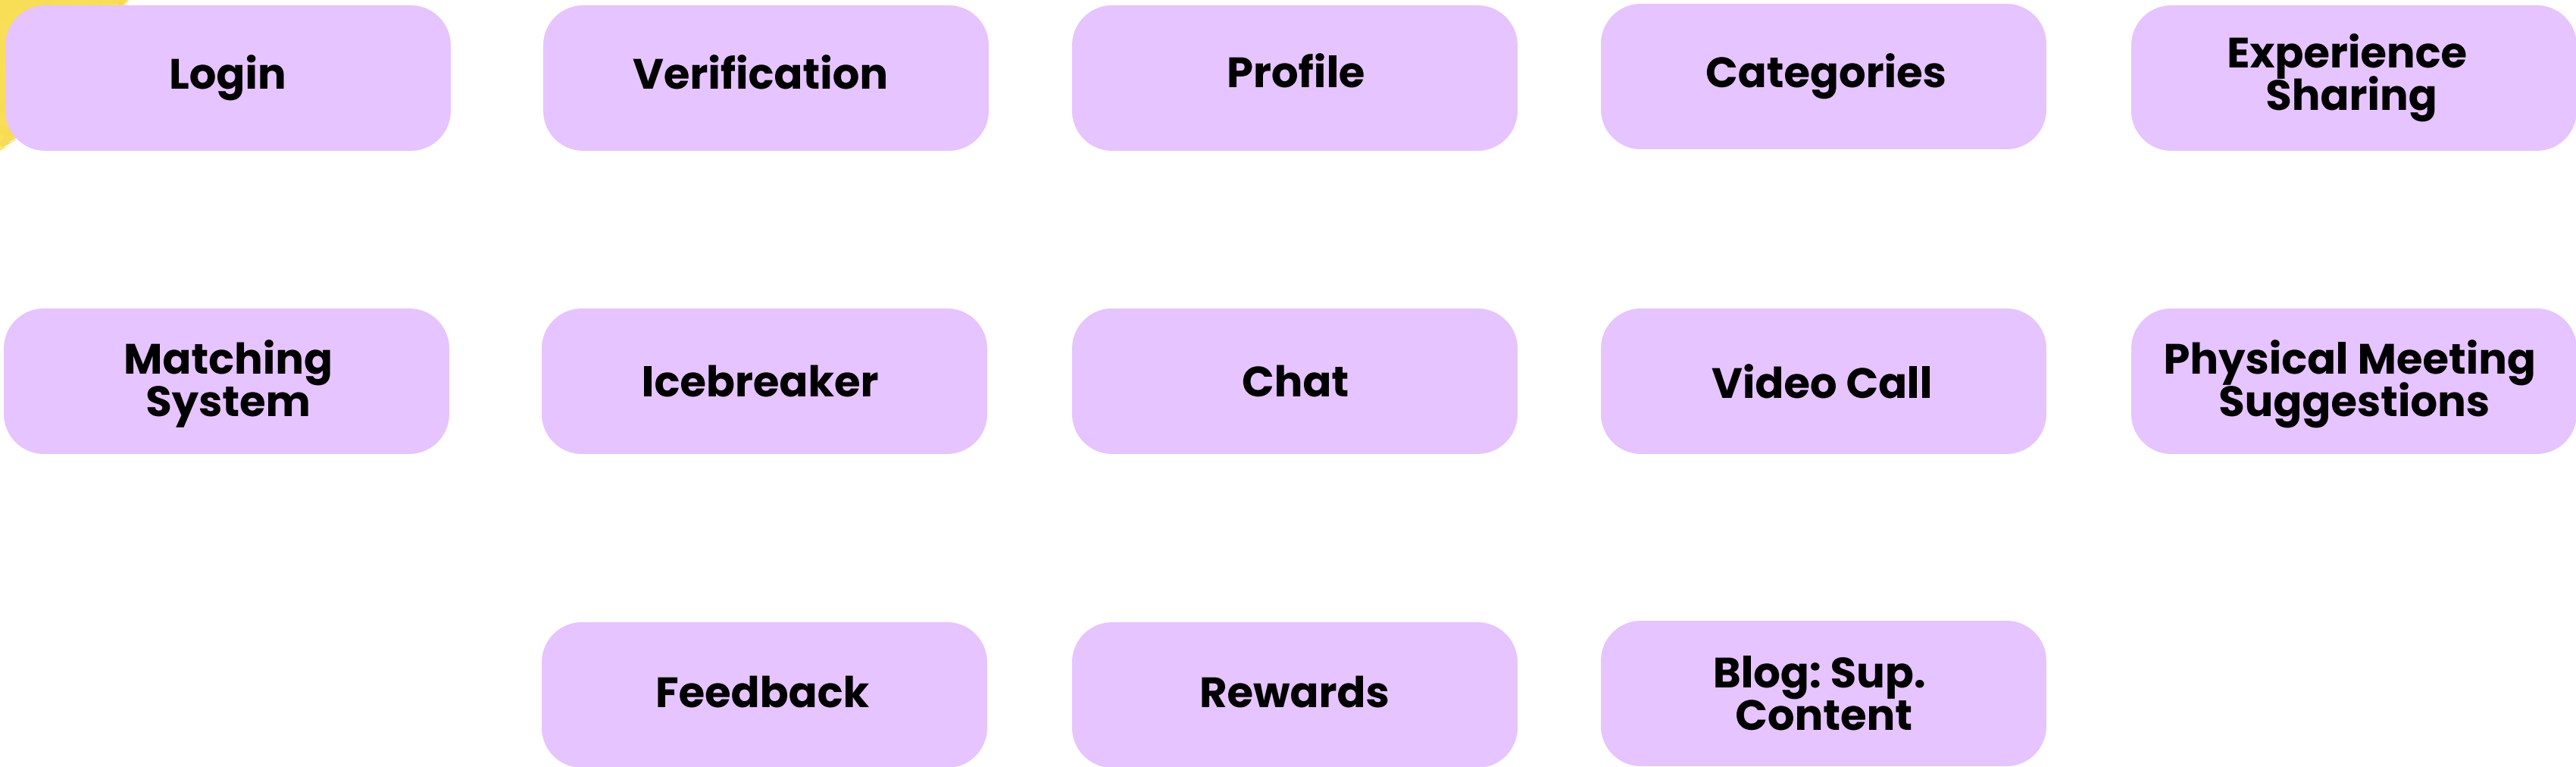 Login
Verification
Profile
Categories
Experience
Sharing
Matching
System
Icebreaker
Chat
Video Call
Physical Meeting
Suggestions
Feedback
Rewards
Blog: Sup.
Content